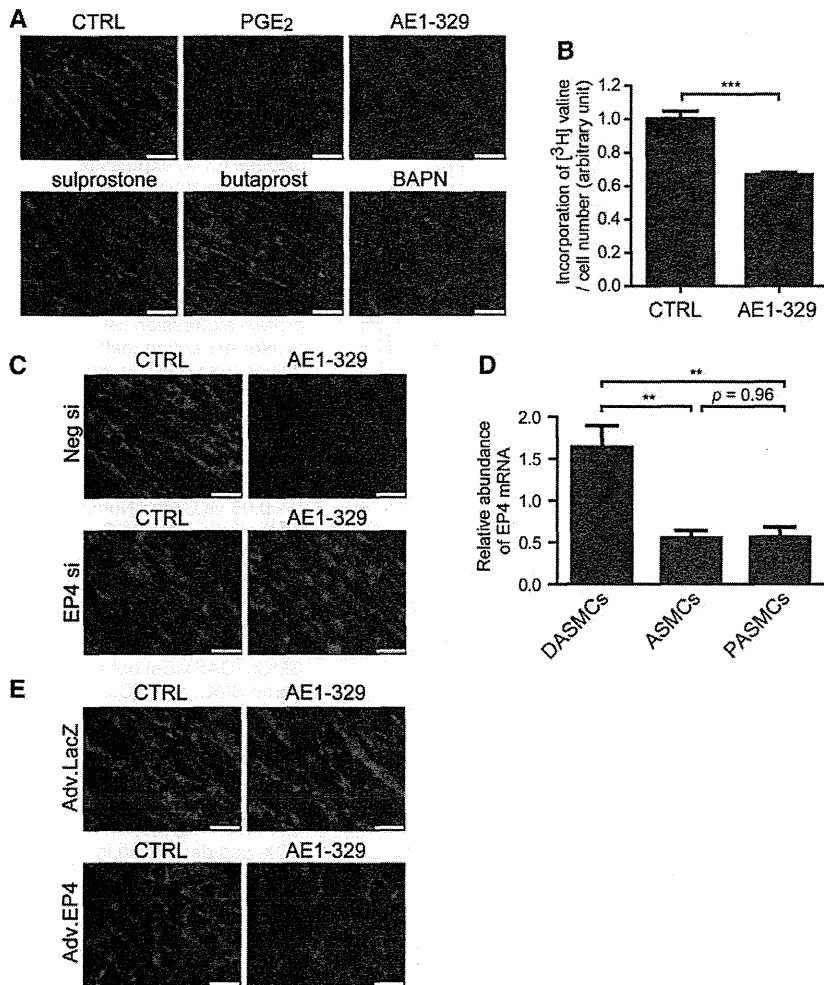 A
CTRL
PGE2
AE1-329
sulprostone
butaprost
BAPN
B
Incorporation of [3H] valine
/ cell number (arbitrary unit)
1.2
1.0
0.8
0.6
0.4
0.2
0.0
***
CTRL
AE1-329
C
CTRL
AE1-329
Neg si
CTRL
AE1-329
EP4 si
D
Relative abundance
of EP4 mRNA
2.0
1.5
1.0
0.5
0.0
**
**
p = 0.96
DASMCs
ASMCs
PASMCs
E
CTRL
AE1-329
Adv.LacZ
CTRL
AE1-329
Adv.EP4